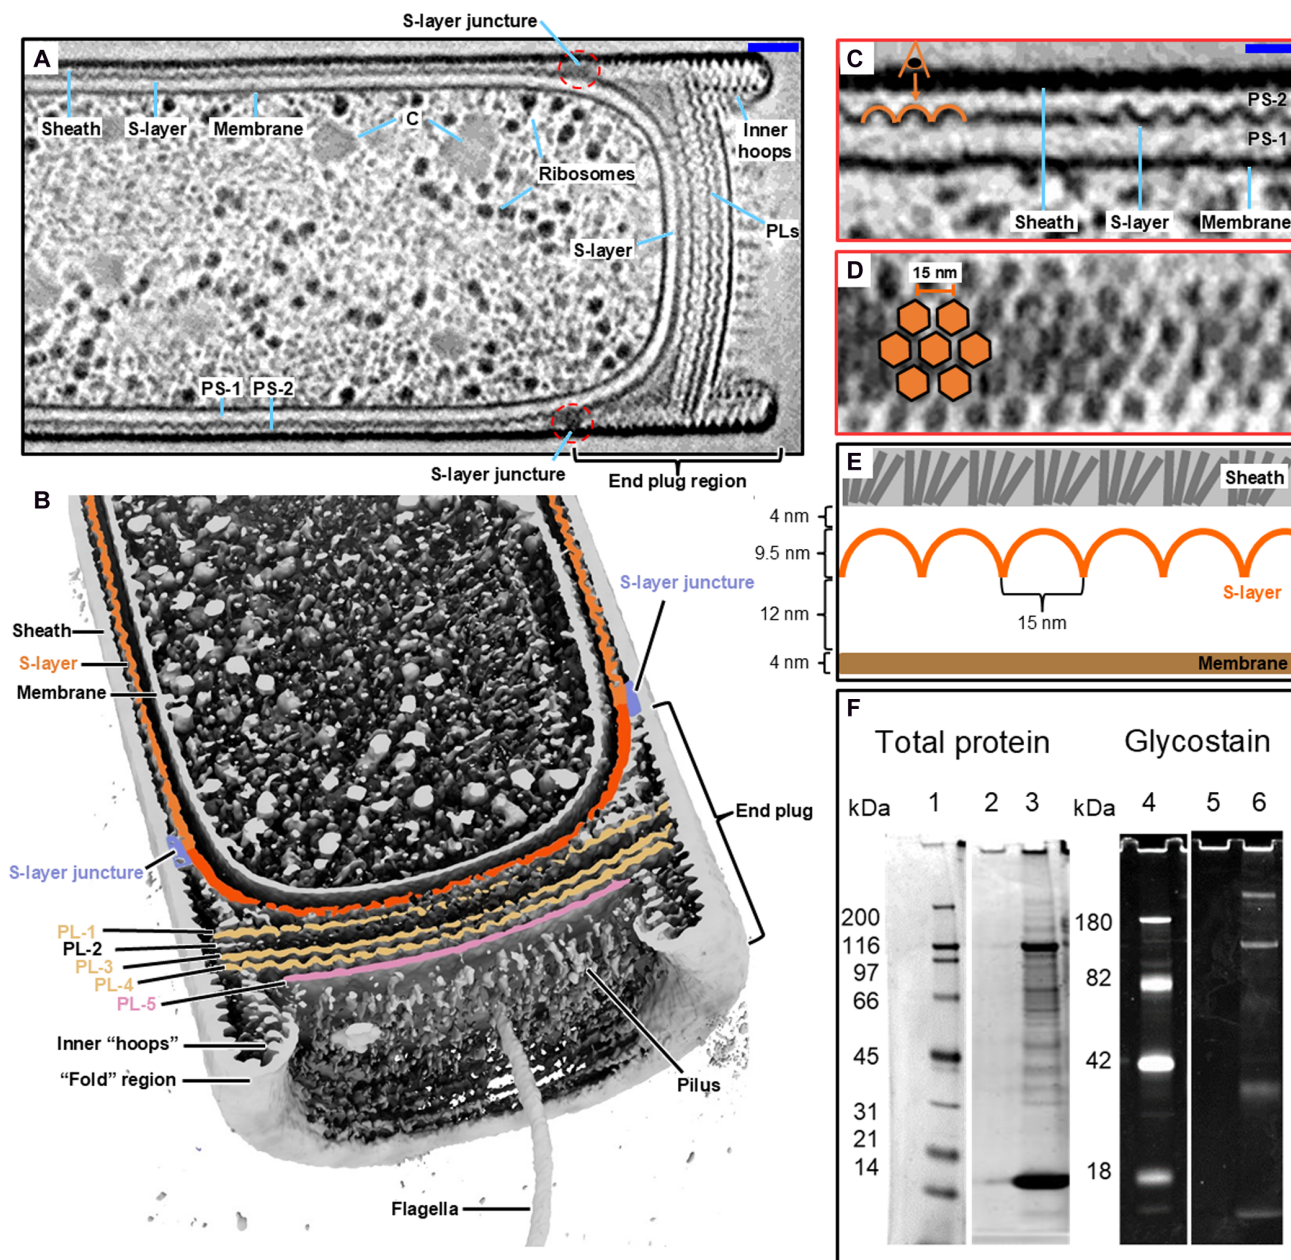 S-layer juncture
A
Sheath
S-layer
Membrane
C
Ribosomes
Inner
hoops
S-layer
PLs
PS-1
PS-2
S-layer juncture
End plug region
B
S-layer juncture
Sheath
S-layer
Membrane
End plug
S-layer juncture
PL-1
PL-2
PL-3
PL-4
PL-5
Inner “hoops”
“Fold” region
Pilus
Flagella
C
PS-2
PS-1
Sheath
S-layer
Membrane
D
15 nm
E
Sheath
4 nm
9.5 nm
S-layer
12 nm
15 nm
4 nm
Membrane
F
Total protein
Glycostain
kDa 1 2 3 kDa 4 5 6
200
116
97
66
45
31
21
14
180
82
42
18